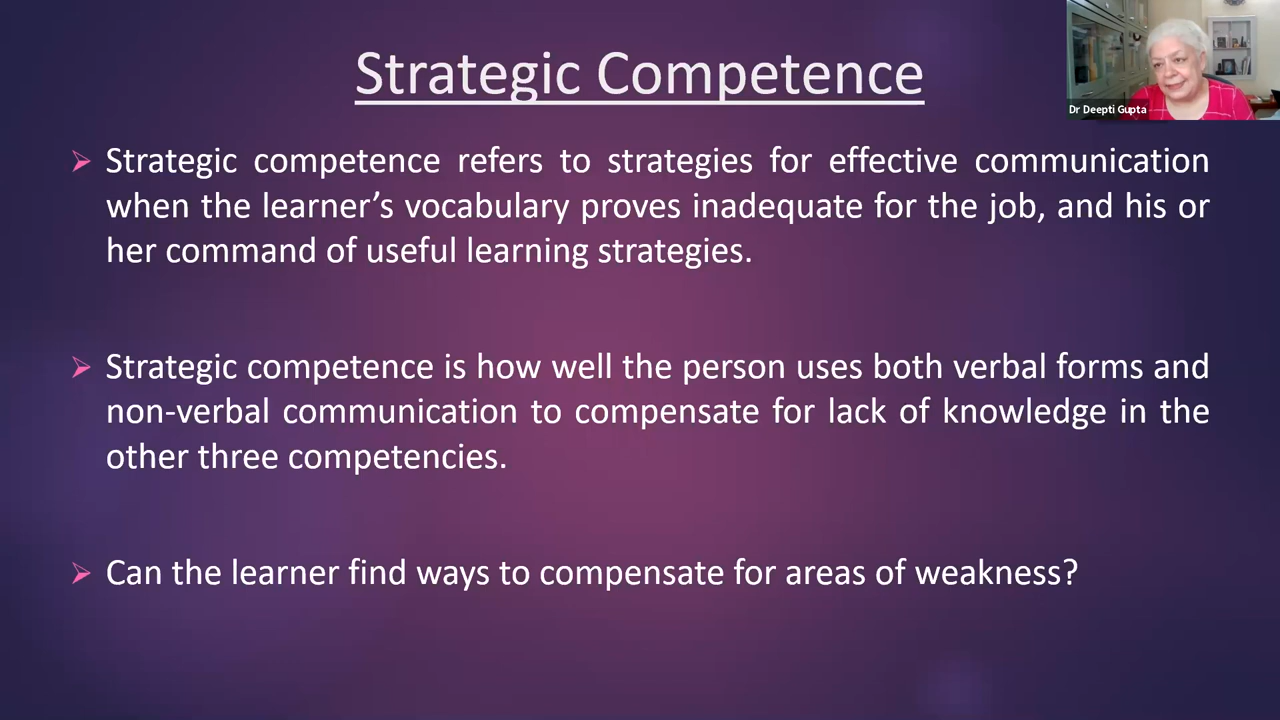 Strategic Competence
Dr Deepti Gupta
➢ Strategic competence refers to strategies for effective communication
when the learner’s vocabulary proves inadequate for the job, and his or
her command of useful learning strategies.
➢ Strategic competence is how well the person uses both verbal forms and
non-verbal communication to compensate for lack of knowledge in the
other three competencies.
➢ Can the learner find ways to compensate for areas of weakness?